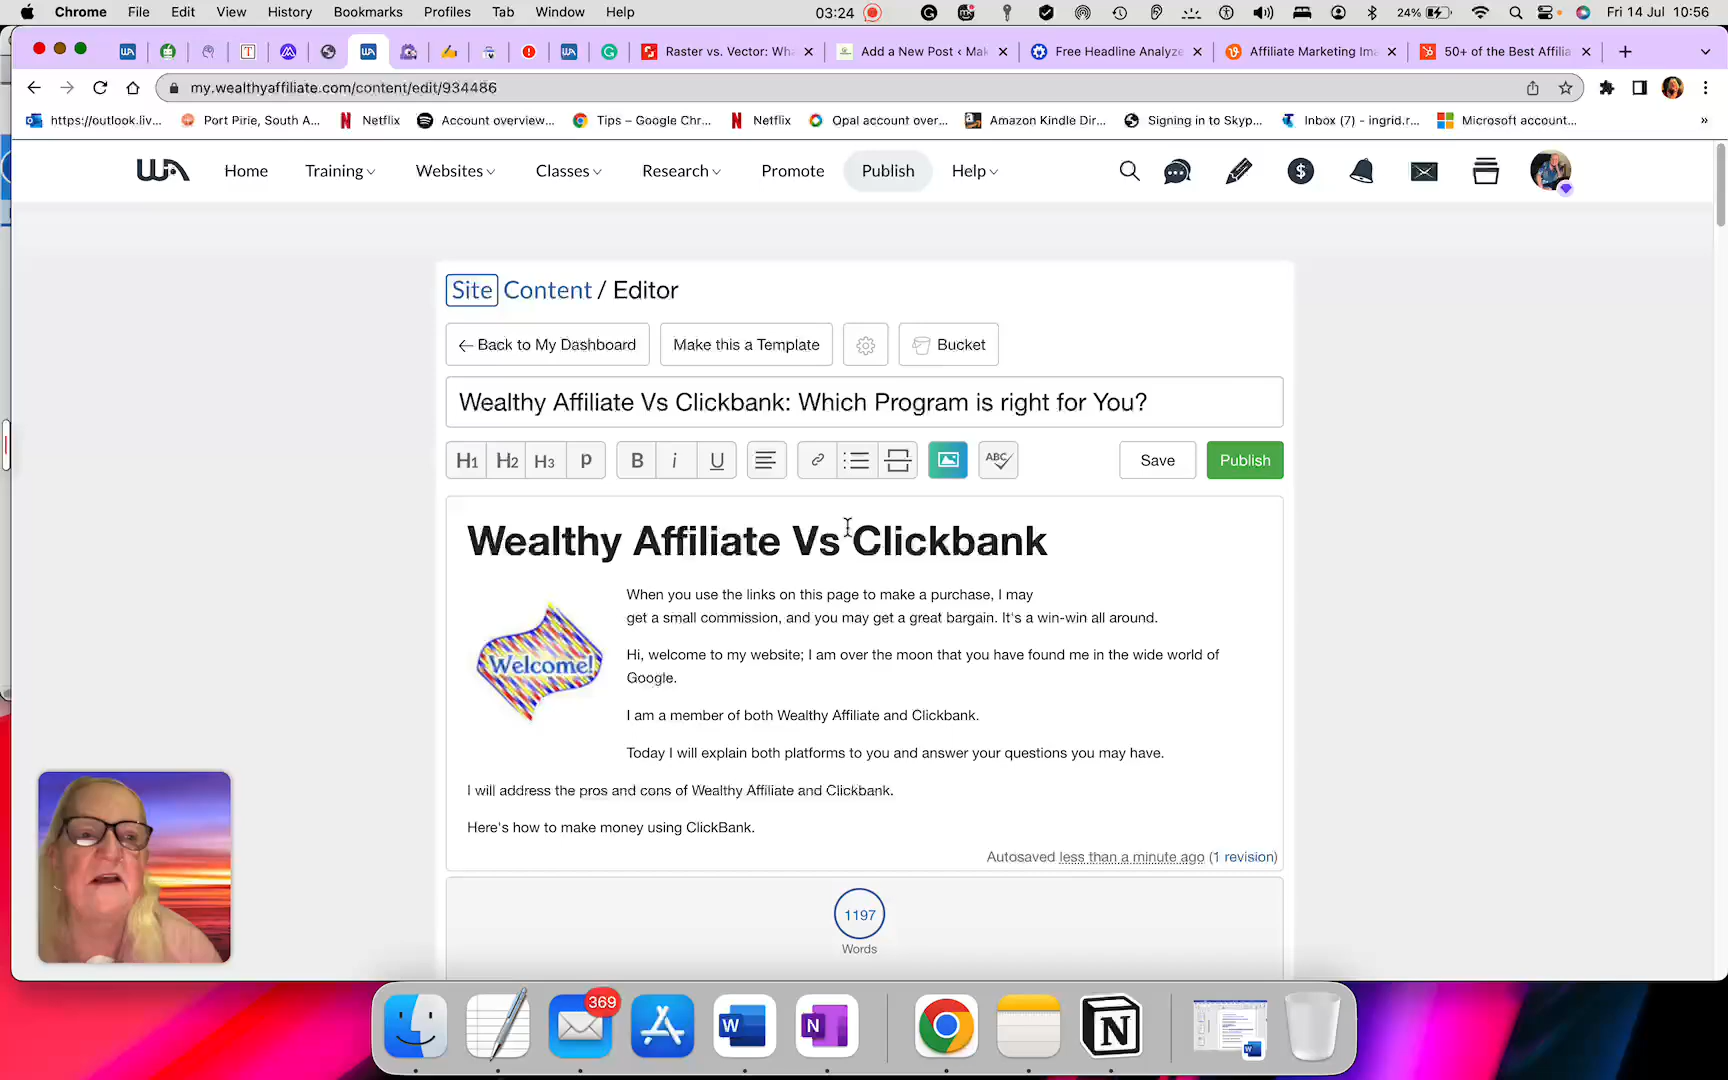 Chrome File Edit View History Bookmarks Profiles Tab Window Help 03:24 24% Fri 14 Jul 10:56
Raster vs. Vector: Wh Add a New Post ‹ Mak Free Headline Analyze Affiliate Marketing Im 50+ of the Best Affilia
my.wealthyaffiliate.com/content/edit/934486
https://outlook.liv... Port Pirie, South A... Netflix Account overview... Tips – Google Chr... Netflix Opal account over... Amazon Kindle Dir... Signing in to Skyp... Inbox (7) - ingrid.r... Microsoft account... »
WA Home Training Websites Classes Research Promote Publish Help
Site Content / Editor
← Back to My Dashboard Make this a Template Bucket
Wealthy Affiliate Vs Clickbank: Which Program is right for You?
H1 H2 H3 p B i U ABC Save Publish
Wealthy Affiliate Vs Clickbank
When you use the links on this page to make a purchase, I may
get a small commission, and you may get a great bargain. It's a win-win all around.
Hi, welcome to my website; I am over the moon that you have found me in the wide world of
Google.
Welcome!
I am a member of both Wealthy Affiliate and Clickbank.
Today I will explain both platforms to you and answer your questions you may have.
I will address the pros and cons of Wealthy Affiliate and Clickbank.
Here's how to make money using ClickBank.
Autosaved less than a minute ago (1 revision)
1197
Words
369
W N N